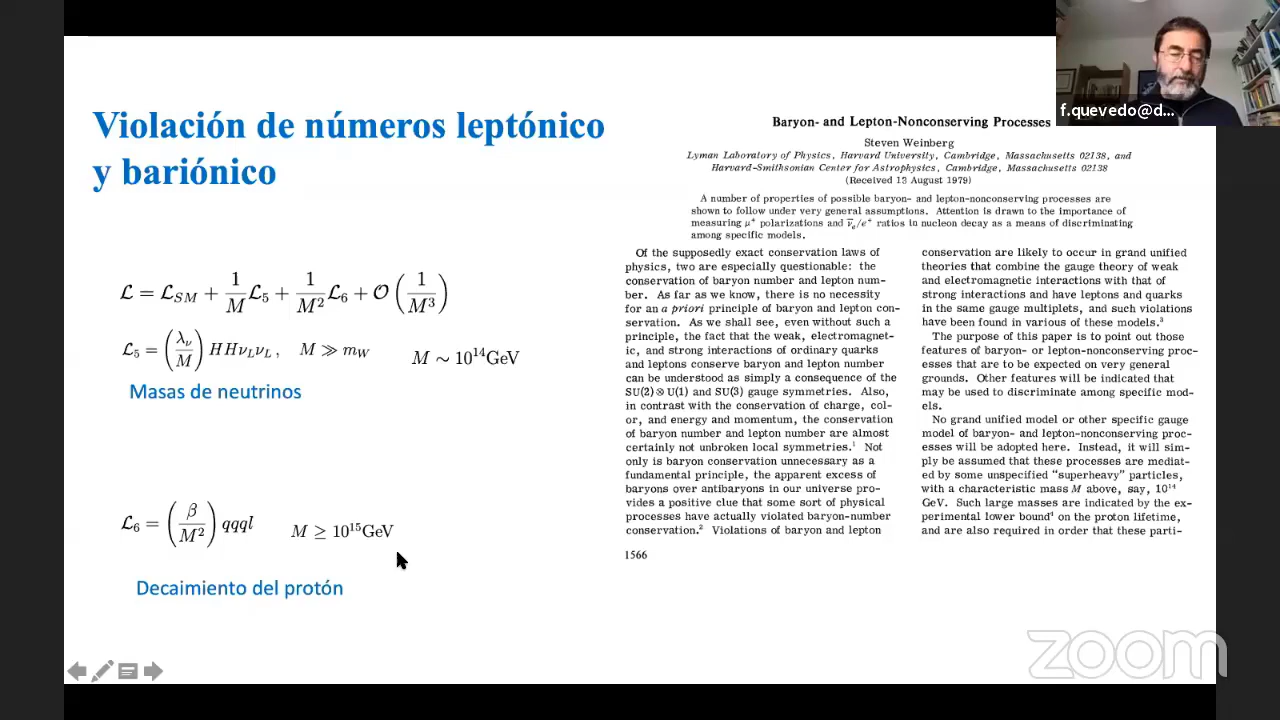 Violación de números leptónico
y bariónico
ℒ = ℒ_SM + 1/M ℒ₅ + 1/M² ℒ₆ + 𝒪(1/M³)
ℒ₅ = (λ_ν/M) HHν_Lν_L , M ≫ m_W
M ∼ 10¹⁴GeV
Masas de neutrinos
ℒ₆ = (β/M²) qqql
M ≥ 10¹⁵GeV
Decaimiento del protón
Baryon- and Lepton-Nonconserving Processes
Steven Weinberg
Lyman Laboratory of Physics, Harvard University, Cambridge, Massachusetts 02138, and
Harvard-Smithsonian Center for Astrophysics, Cambridge, Massachusetts 02138
(Received 13 August 1979)
A number of properties of possible baryon- and lepton-nonconserving processes are
shown to follow under very general assumptions. Attention is drawn to the importance of
measuring μ⁺ polarizations and ν̄ₑ/e⁺ ratios in nucleon decay as a means of discriminating
among specific models.
Of the supposedly exact conservation laws of
physics, two are especially questionable: the
conservation of baryon number and lepton num-
ber. As far as we know, there is no necessity
for an a priori principle of baryon and lepton con-
servation. As we shall see, even without such a
principle, the fact that the weak, electromagnet-
ic, and strong interactions of ordinary quarks
and leptons conserve baryon and lepton number
can be understood as simply a consequence of the
SU(2)⊗U(1) and SU(3) gauge symmetries. Also,
in contrast with the conservation of charge, col-
or, and energy and momentum, the conservation
of baryon number and lepton number are almost
certainly not unbroken local symmetries.¹ Not
only is baryon conservation unnecessary as a
fundamental principle, the apparent excess of
baryons over antibaryons in our universe pro-
vides a positive clue that some sort of physical
processes have actually violated baryon-number
conservation.² Violations of baryon and lepton
1566
conservation are likely to occur in grand unified
theories that combine the gauge theory of weak
and electromagnetic interactions with that of
strong interactions and have leptons and quarks
in the same gauge multiplets, and such violations
have been found in various of these models.³
The purpose of this paper is to point out those
features of baryon- or lepton-nonconserving proc-
esses that are to be expected on very general
grounds. Other features will be indicated that
may be used to discriminate among specific mod-
els.
No grand unified model or other specific gauge
model of baryon- and lepton-nonconserving proc-
esses will be adopted here. Instead, it will sim-
ply be assumed that these processes are mediat-
ed by some unspecified “superheavy” particles,
with a characteristic mass M above, say, 10¹⁴
GeV. Such large masses are indicated by the ex-
perimental lower bound⁴ on the proton lifetime,
and are also required in order that these parti-
f.quevedo@d...
zoom